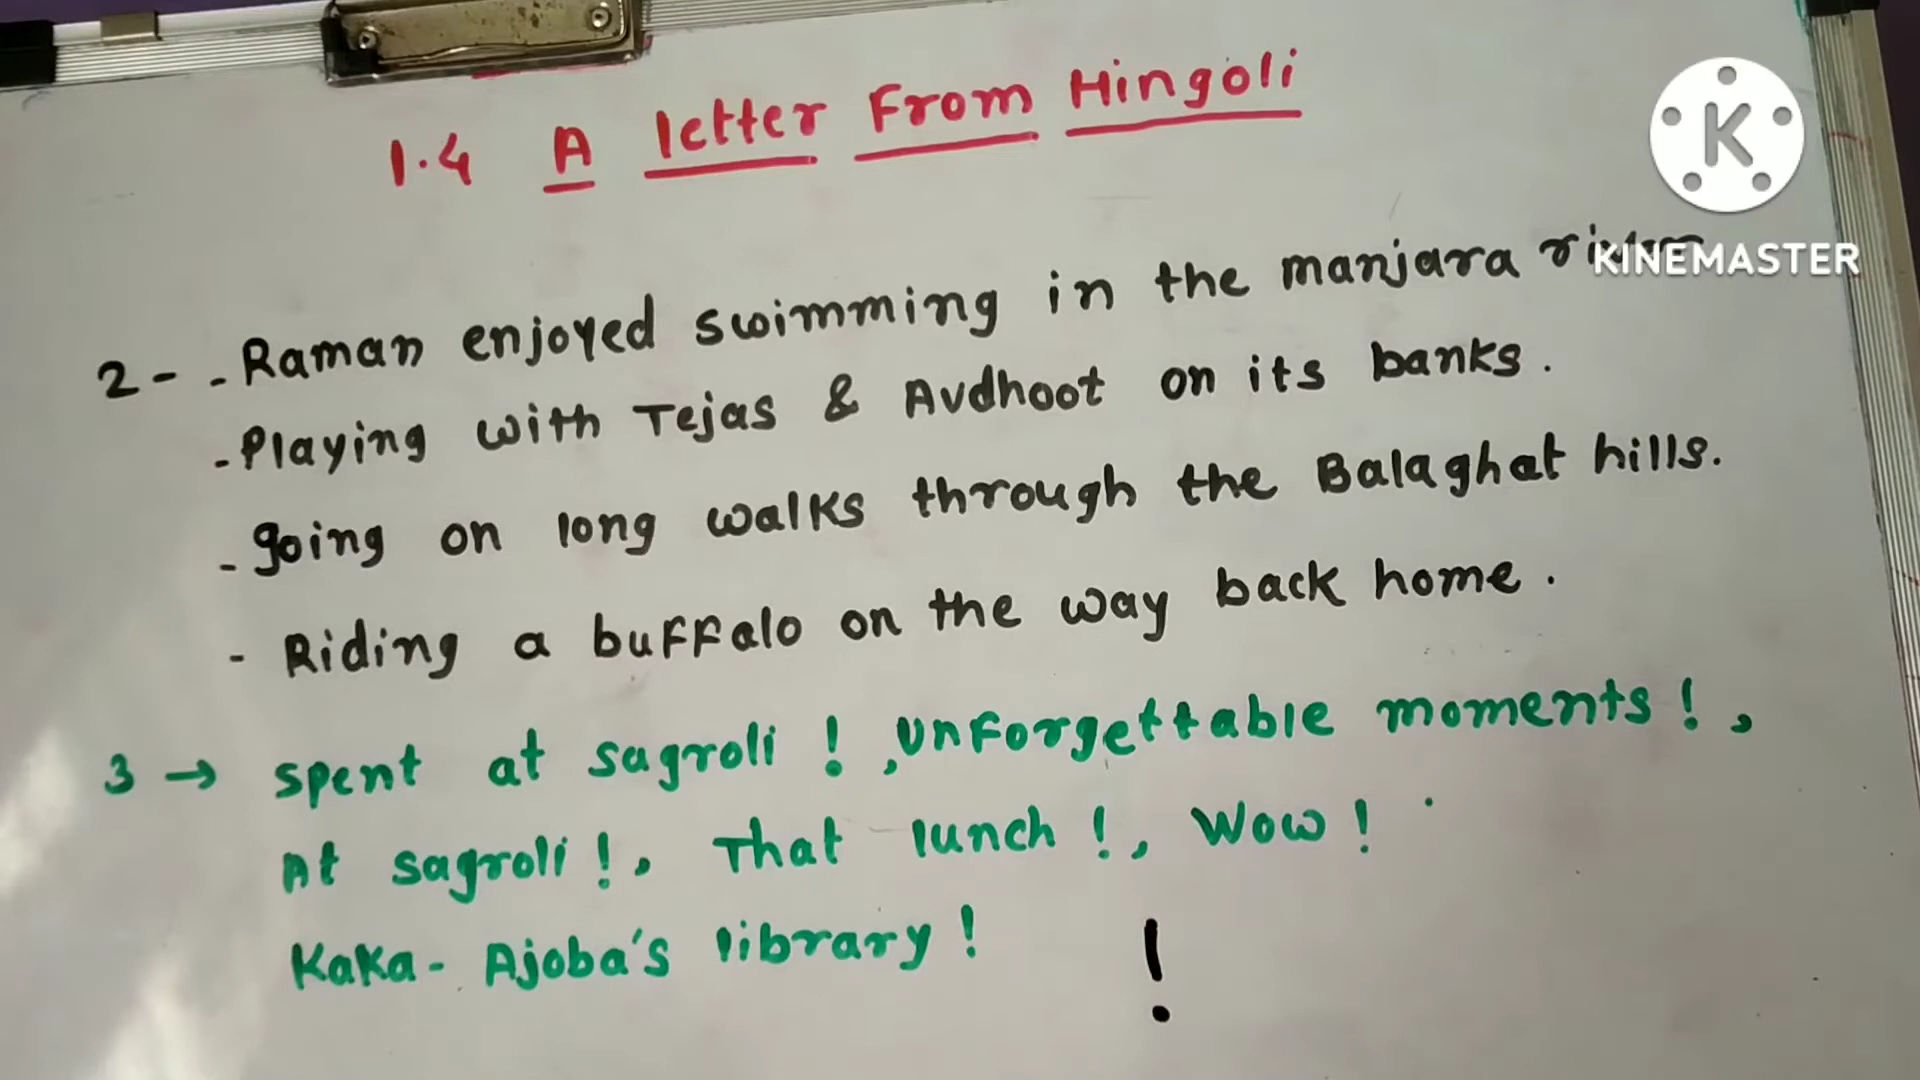 1.4 A letter From Hingoli
K
KINEMASTER
2- - Raman enjoyed swimming in the manjara
- Playing with Tejas & Avdhoot on its banks.
- going on long walks through the Balaghat hills.
- Riding a buffalo on the way back home.
3 → spent at sagroli!, Unforgettable moments!,
At sagroli!, That lunch!, Wow!
Kaka- Ajoba's library! !